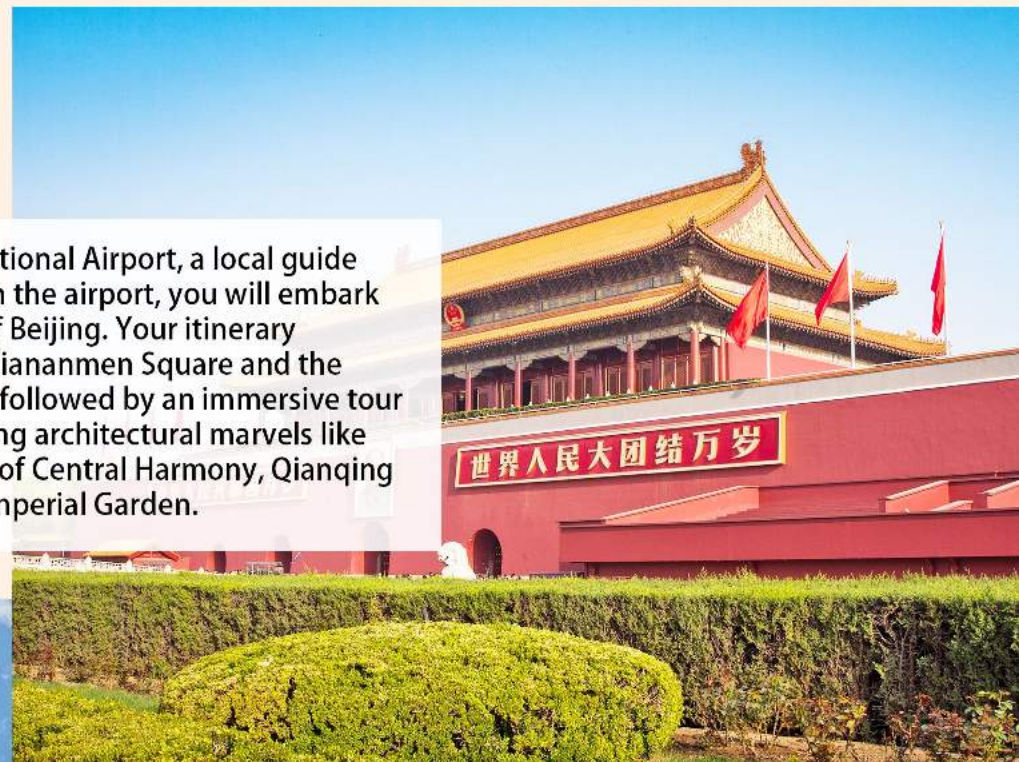 tional Airport, a local guide
the airport, you will embark
Beijing. Your itinerary
iananmen Square and the
followed by an immersive tour
ng architectural marvels like
of Central Harmony, Qianqing
perial Garden.
世界人民大团结万岁